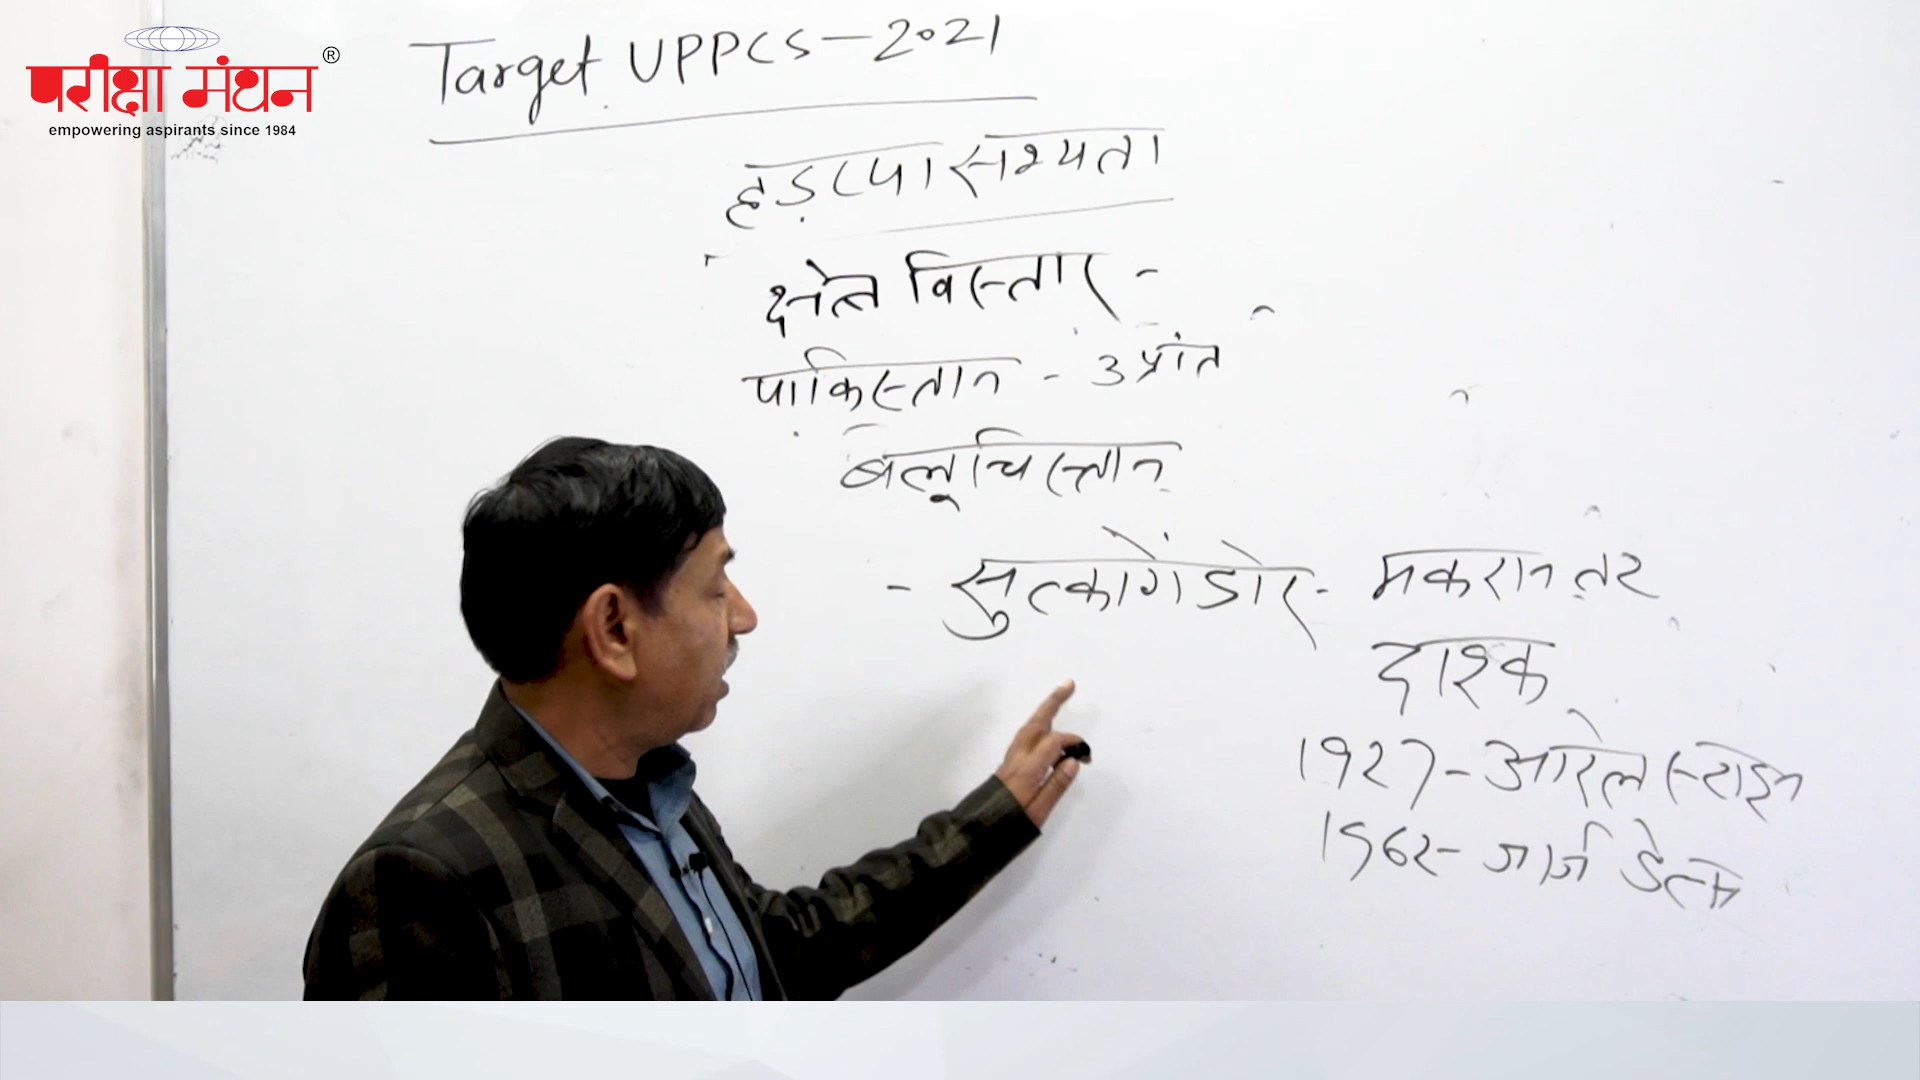 परीक्षा मंथन ®
empowering aspirants since 1984
Target UPPCS-2021
हड़प्पा सभ्यता
क्षेत्र विस्तार -
पाकिस्तान - 3 प्रांत
बलूचिस्तान
- सुत्कागेंडोर - मकरान तट
दाश्क
1927 - आरेल स्टाइन
1962 - जार्ज डेल्स